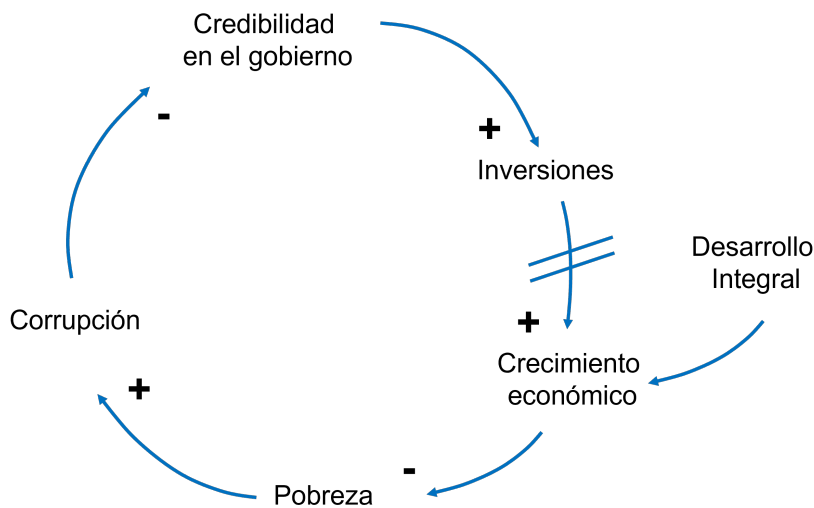 Credibilidad
en el gobierno
-
+
Inversiones
Desarrollo
Integral
Corrupción
+
Crecimiento
económico
+
-
Pobreza